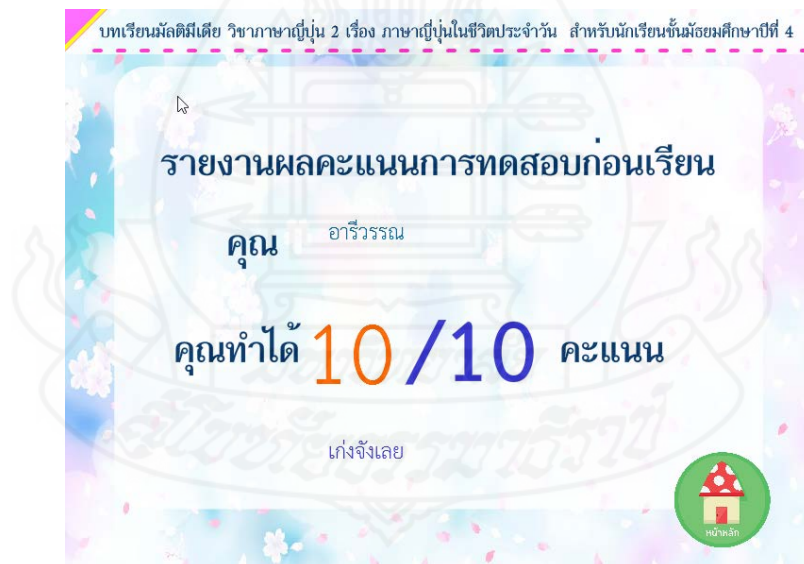 บทเรียนมัลติมีเดีย วิชาภาษาญี่ปุ่น 2 เรื่อง ภาษาญี่ปุ่นในชีวิตประจำวัน สำหรับนักเรียนชั้นมัธยมศึกษาปีที่ 4
รายงานผลคะแนนการทดสอบก่อนเรียน
คุณ อารีวรรณ
คุณทำได้ 10/10 คะแนน
เก่งจังเลย
หน้าหลัก